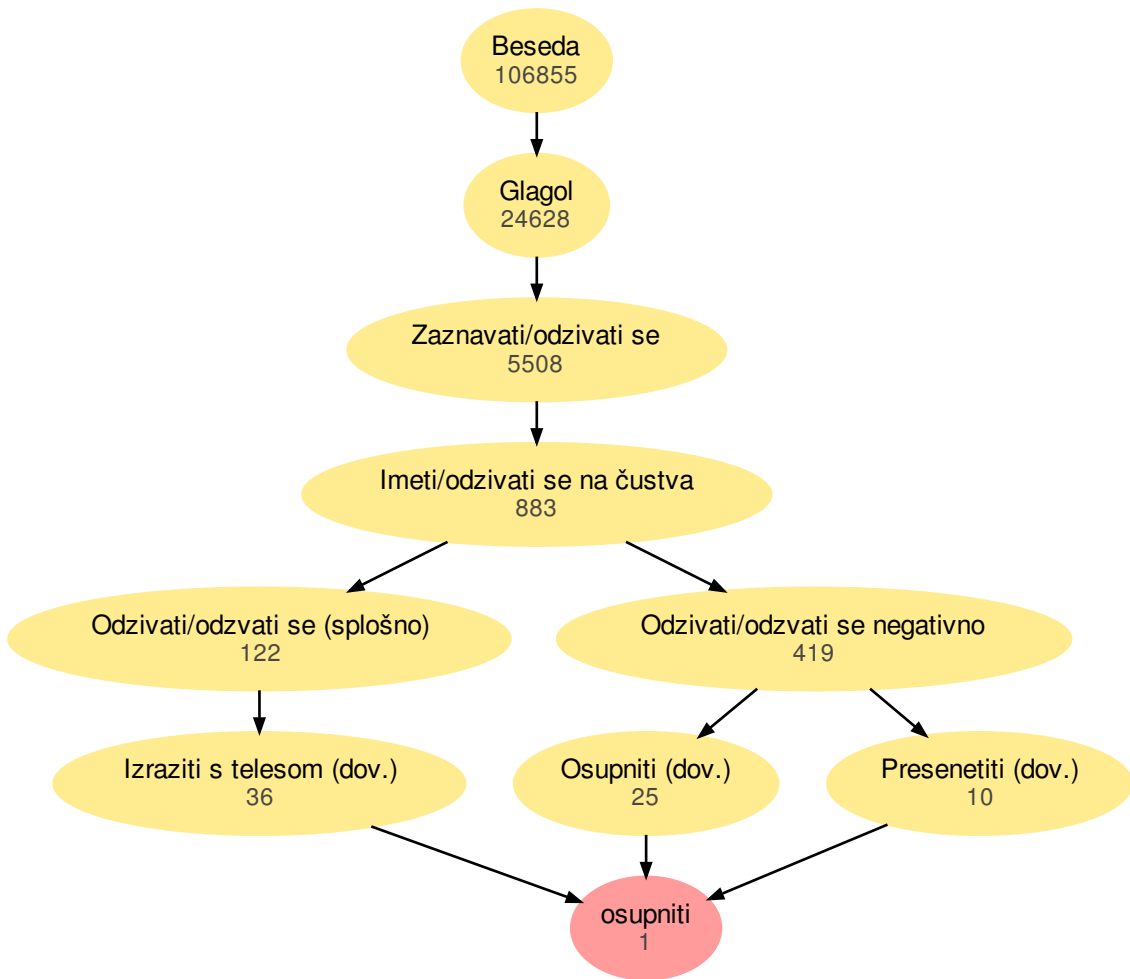 Beseda
106855
Glagol
24628
Zaznavati/odzivati se
5508
Imeti/odzivati se na čustva
883
Odzivati/odzvati se (splošno)
122
Odzivati/odzvati se negativno
419
Izraziti s telesom (dov.)
36
Osupniti (dov.)
25
Presenetiti (dov.)
10
osupniti
1